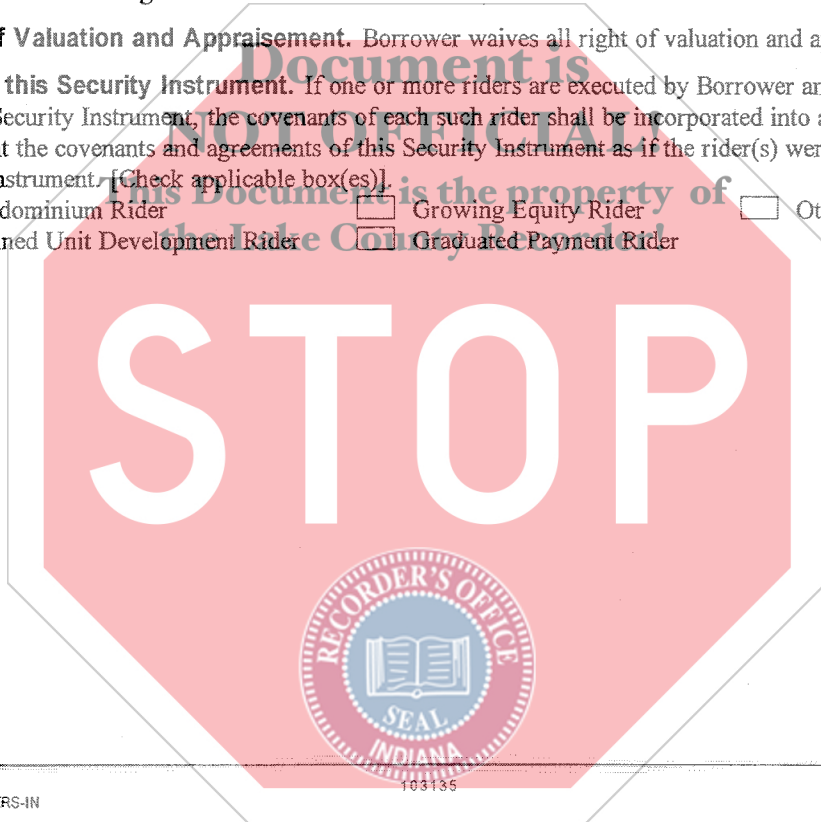 f Valuation and Appraisement. Borrower waives all right of valuation and a
Document is
this Security Instrument. If one or more riders are executed by Borrower an
Security Instrument, the covenants of each such rider shall be incorporated into a
NOT OFFICIAL!
t the covenants and agreements of this Security Instrument as if the rider(s) wer
nstrument. [Check applicable box(es)].
This Document is the property of
dominium Rider Growing Equity Rider Ot
the Lake County Recorder!
ned Unit Development Rider Graduated Payment Rider
STOP
RECORDER'S OFFICE
SEAL
INDIANA
103135
RS-IN